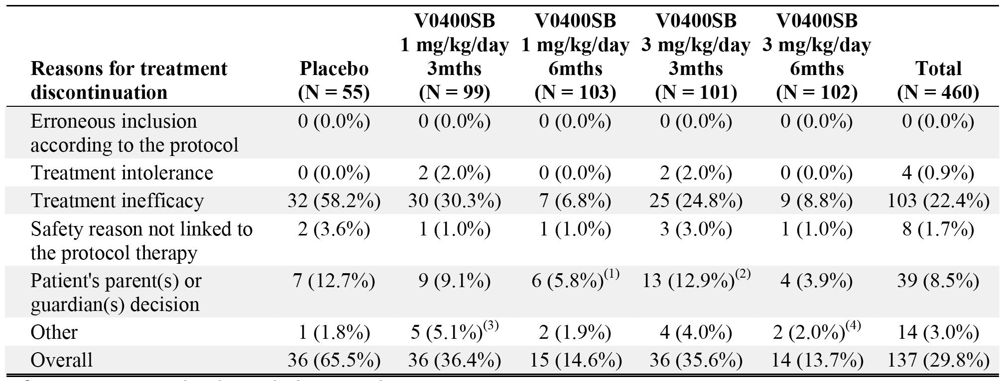 V0400SB V0400SB V0400SB V0400SB
1 mg/kg/day 1 mg/kg/day 3 mg/kg/day 3 mg/kg/day
Reasons for treatment Placebo 3mths 6mths 3mths 6mths Total
discontinuation (N = 55) (N = 99) (N = 103) (N = 101) (N = 102) (N = 460)
Erroneous inclusion 0 (0.0%) 0 (0.0%) 0 (0.0%) 0 (0.0%) 0 (0.0%) 0 (0.0%)
according to the protocol
Treatment intolerance 0 (0.0%) 2 (2.0%) 0 (0.0%) 2 (2.0%) 0 (0.0%) 4 (0.9%)
Treatment inefficacy 32 (58.2%) 30 (30.3%) 7 (6.8%) 25 (24.8%) 9 (8.8%) 103 (22.4%)
Safety reason not linked to 2 (3.6%) 1 (1.0%) 1 (1.0%) 3 (3.0%) 1 (1.0%) 8 (1.7%)
the protocol therapy
Patient's parent(s) or 7 (12.7%) 9 (9.1%) 6 (5.8%)(1) 13 (12.9%)(2) 4 (3.9%) 39 (8.5%)
guardian(s) decision
Other 1 (1.8%) 5 (5.1%)(3) 2 (1.9%) 4 (4.0%) 2 (2.0%)(4) 14 (3.0%)
Overall 36 (65.5%) 36 (36.4%) 15 (14.6%) 36 (35.6%) 14 (13.7%) 137 (29.8%)